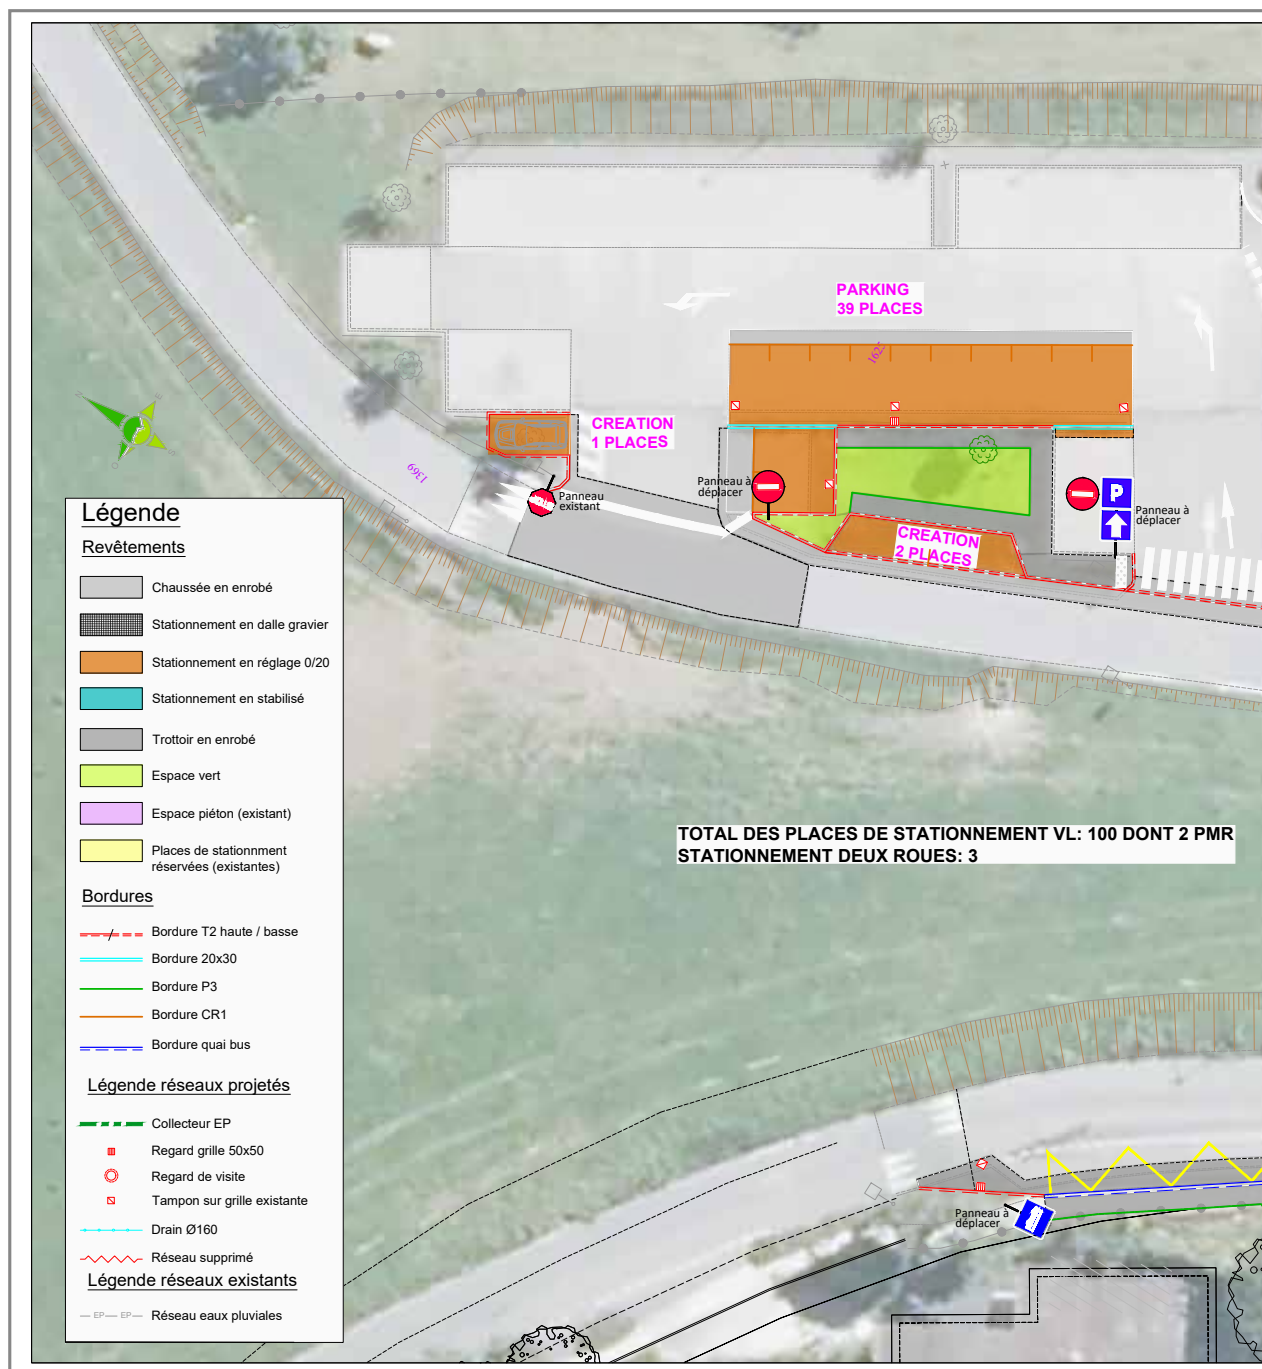 PARKING
39 PLACES
162
CREATION
1 PLACES
1369
Panneau
existant
Panneau à
déplacer
P
Panneau à
déplacer
CREATION
2 PLACES
Légende
Revêtements
Chaussée en enrobé
Stationnement en dalle gravier
Stationnement en réglage 0/20
Stationnement en stabilisé
Trottoir en enrobé
Espace vert
Espace piéton (existant)
Places de stationnment
réservées (existantes)
Bordures
Bordure T2 haute / basse
Bordure 20x30
Bordure P3
Bordure CR1
Bordure quai bus
Légende réseaux projetés
Collecteur EP
Regard grille 50x50
Regard de visite
Tampon sur grille existante
Drain Ø160
Réseau supprimé
Légende réseaux existants
EP EP Réseau eaux pluviales
TOTAL DES PLACES DE STATIONNEMENT VL: 100 DONT 2 PMR
STATIONNEMENT DEUX ROUES: 3
Panneau à
déplacer